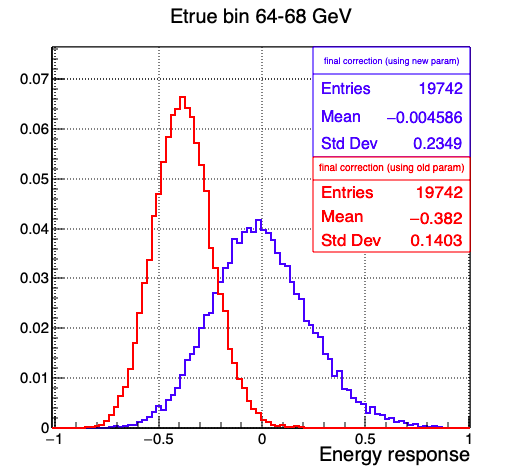 Etrue bin 64-68 GeV
final correction (using new param)
Entries 19742
Mean −0.004586
Std Dev 0.2349
final correction (using old param)
Entries 19742
Mean −0.382
Std Dev 0.1403
0.07
0.06
0.05
0.04
0.03
0.02
0.01
0
−1 −0.5 0 0.5 1
Energy response